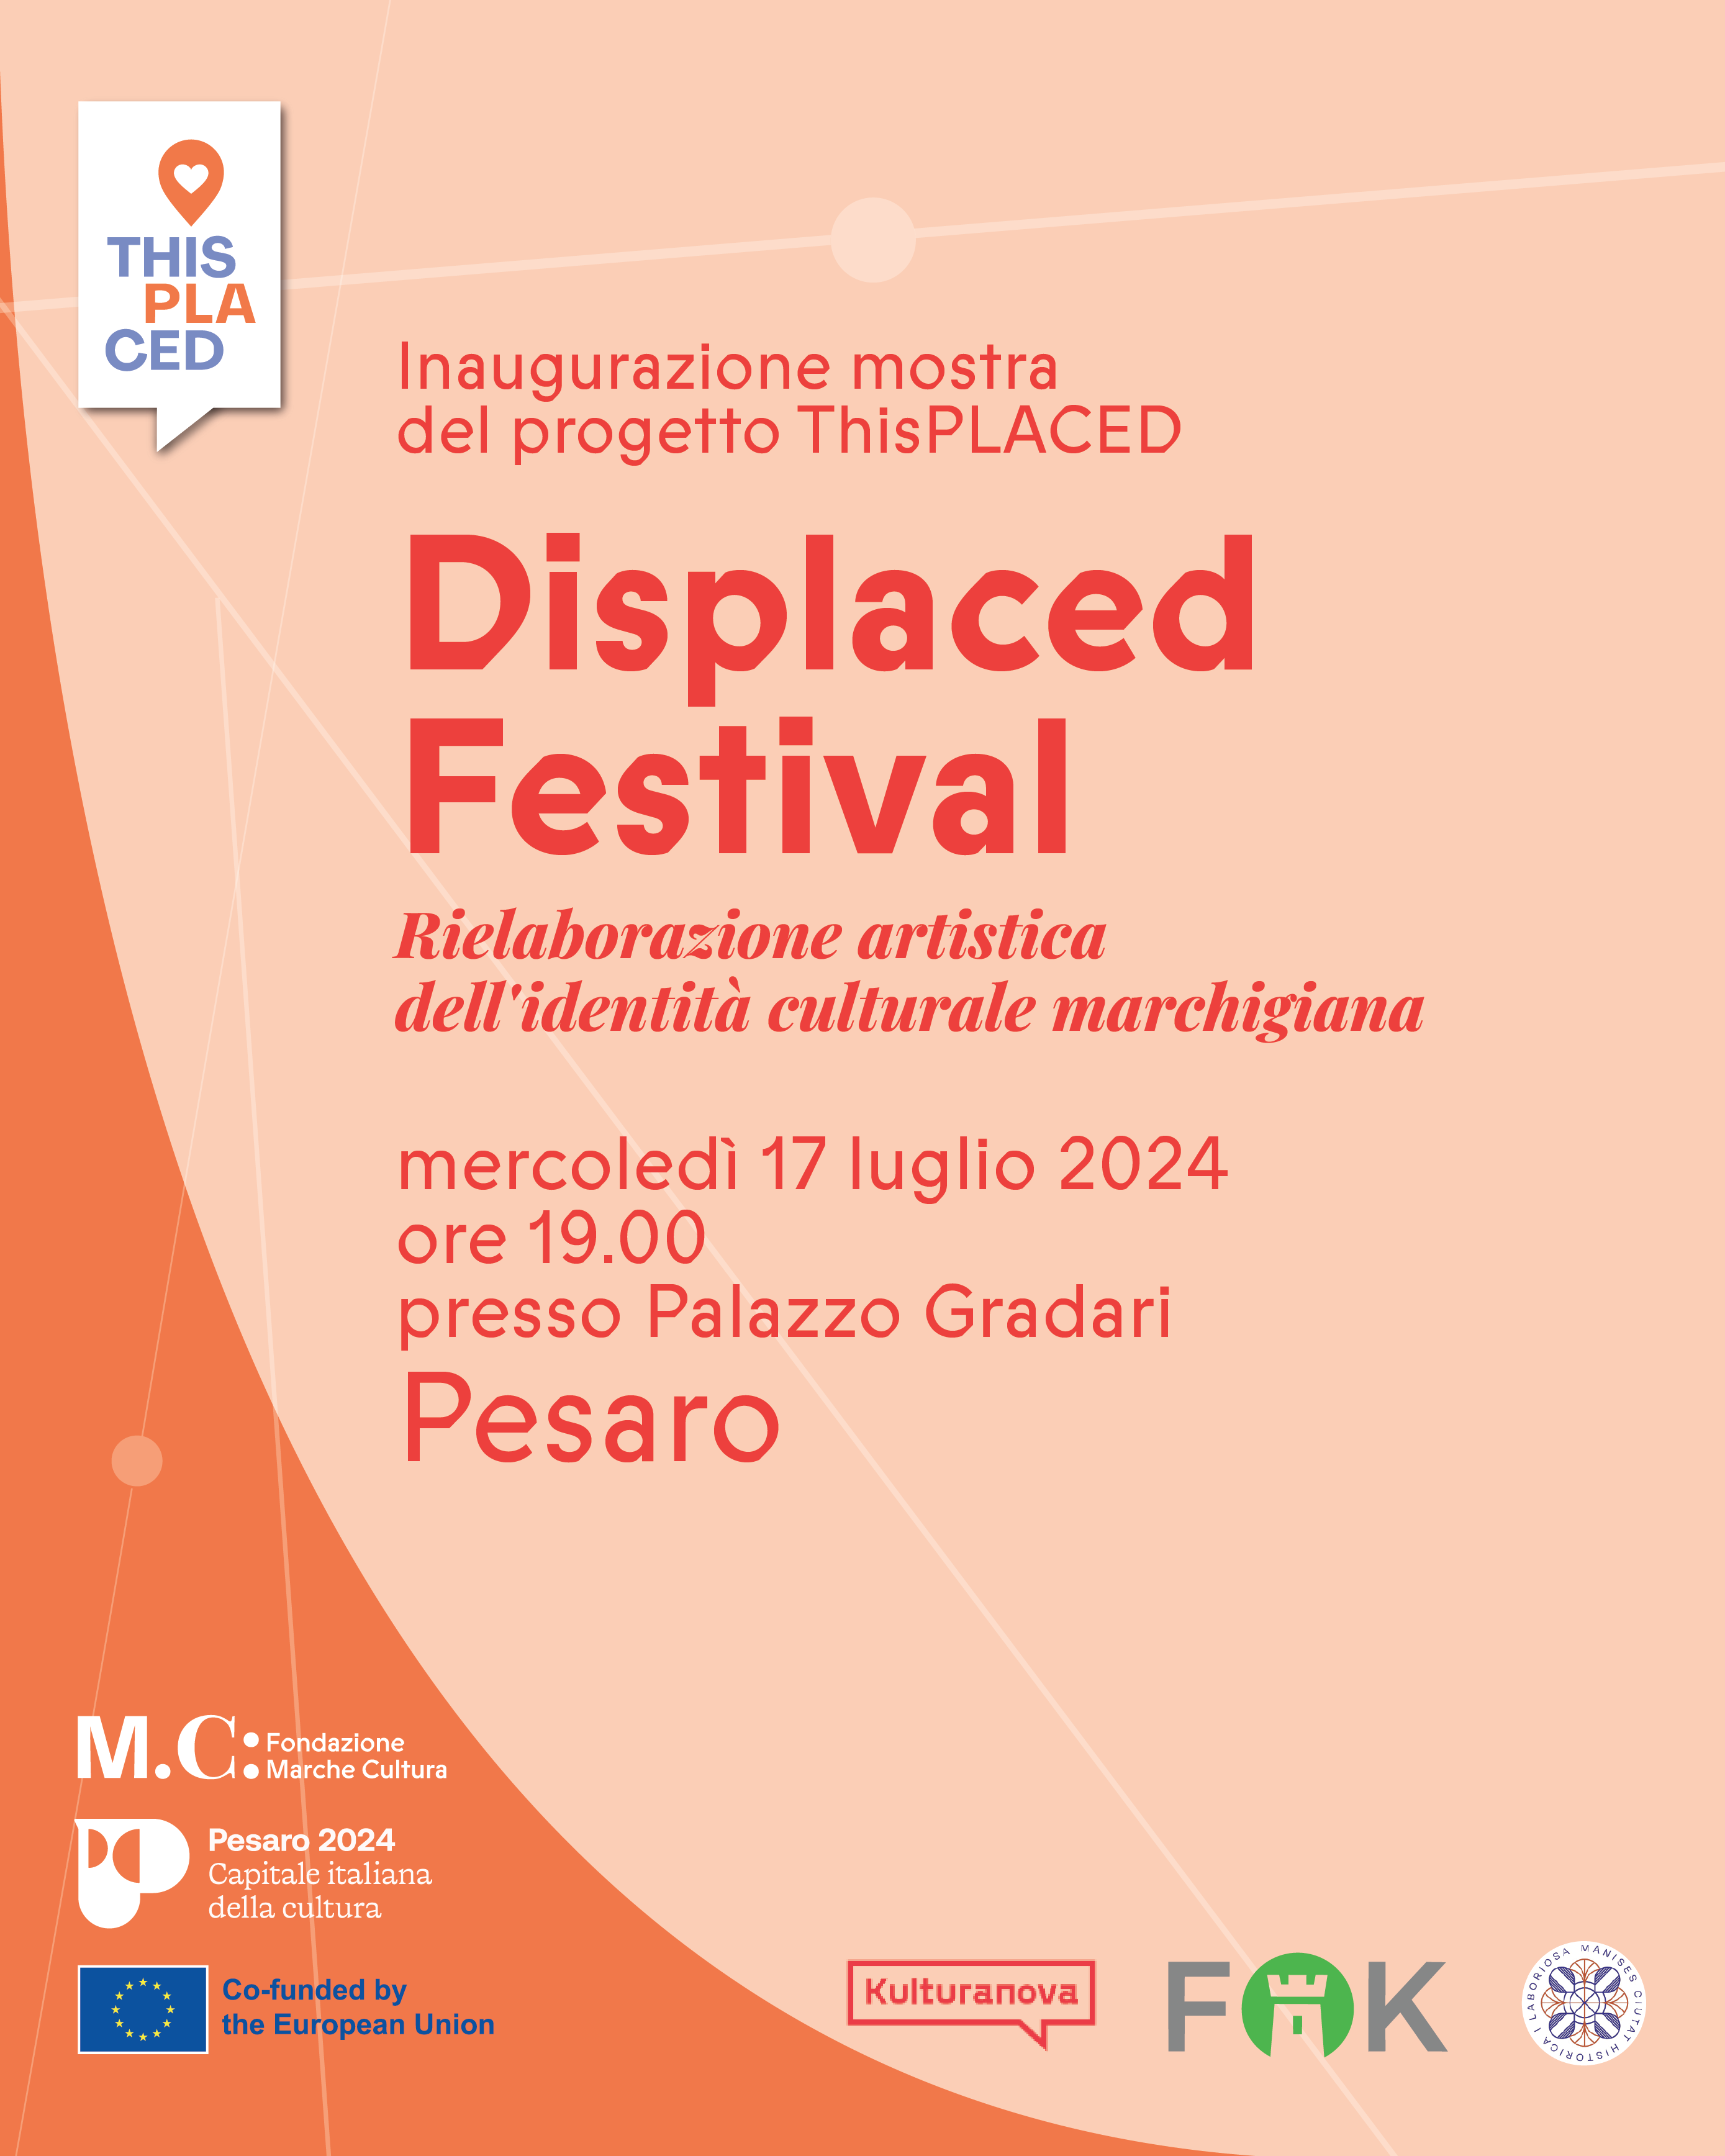 THIS
PLA
CED
Inaugurazione mostra
del progetto ThisPLACED
Displaced
Festival
Rielaborazione artistica
dell'identità culturale marchigiana
mercoledì 17 luglio 2024
ore 19.00
presso Palazzo Gradari
Pesaro
M.C: Fondazione
Marche Cultura
Pesaro 2024
Capitale italiana
della cultura
Co-funded by
the European Union
Kulturanova
F K
MANISES CIUTAT HISTORICA I LABORIOSA